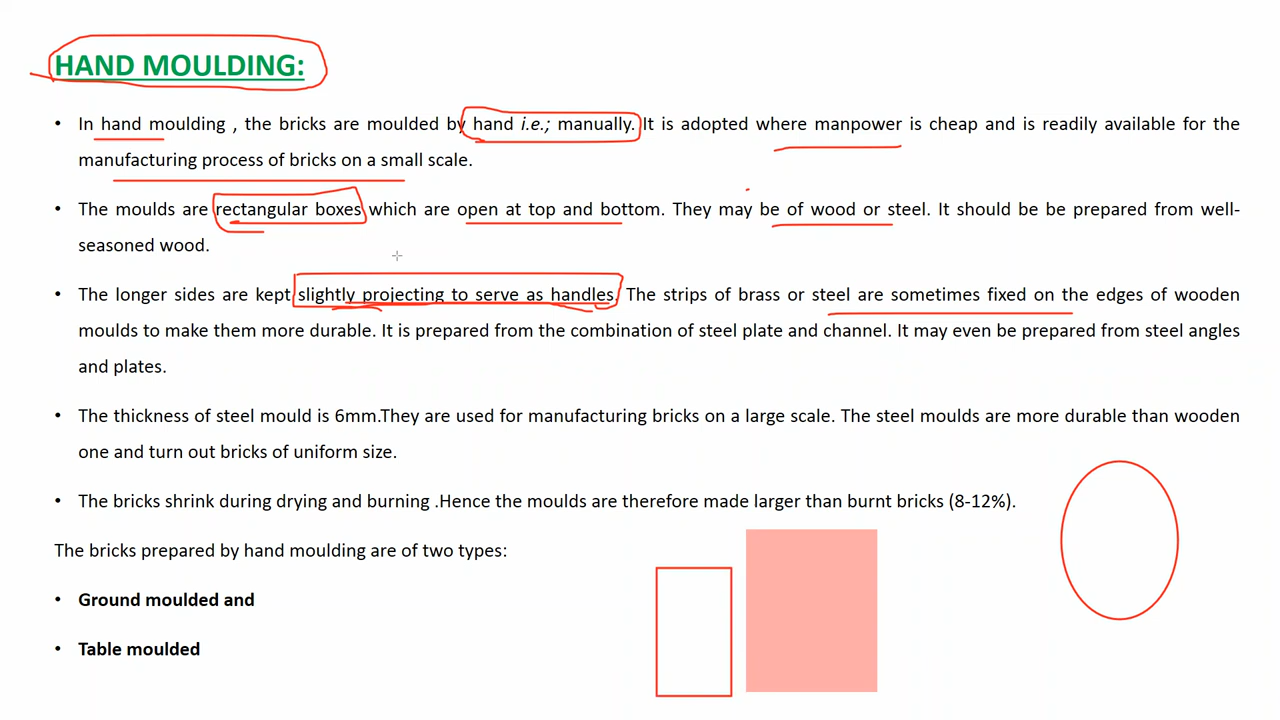 HAND MOULDING:
• In hand moulding , the bricks are moulded by hand i.e.; manually. It is adopted where manpower is cheap and is readily available for the
manufacturing process of bricks on a small scale.
• The moulds are rectangular boxes which are open at top and bottom. They may be of wood or steel. It should be be prepared from well-
seasoned wood.
• The longer sides are kept slightly projecting to serve as handles. The strips of brass or steel are sometimes fixed on the edges of wooden
moulds to make them more durable. It is prepared from the combination of steel plate and channel. It may even be prepared from steel angles
and plates.
• The thickness of steel mould is 6mm.They are used for manufacturing bricks on a large scale. The steel moulds are more durable than wooden
one and turn out bricks of uniform size.
• The bricks shrink during drying and burning .Hence the moulds are therefore made larger than burnt bricks (8-12%).
The bricks prepared by hand moulding are of two types:
• Ground moulded and
• Table moulded